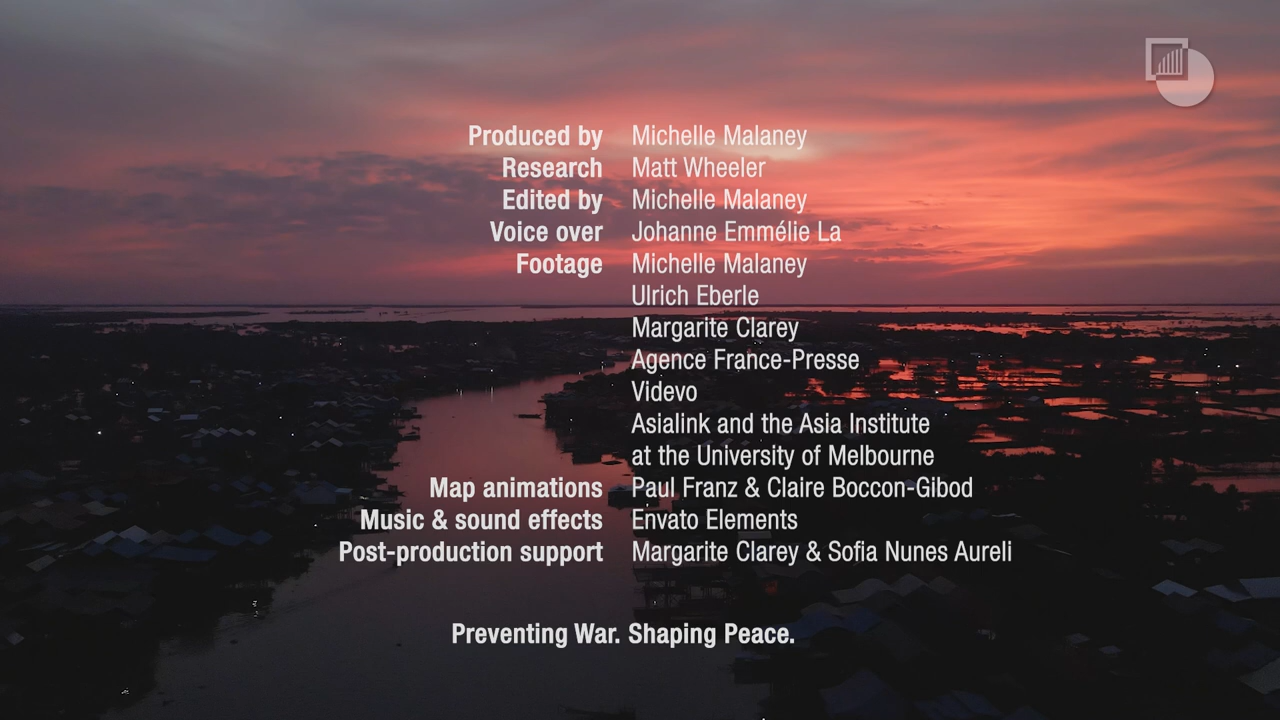 Produced by Michelle Malaney
Research Matt Wheeler
Edited by Michelle Malaney
Voice over Johanne Emmélie La
Footage Michelle Malaney
Ulrich Eberle
Margarite Clarey
Agence France-Presse
Videvo
Asialink and the Asia Institute
at the University of Melbourne
Map animations Paul Franz & Claire Boccon-Gibod
Music & sound effects Envato Elements
Post-production support Margarite Clarey & Sofia Nunes Aureli
Preventing War. Shaping Peace.